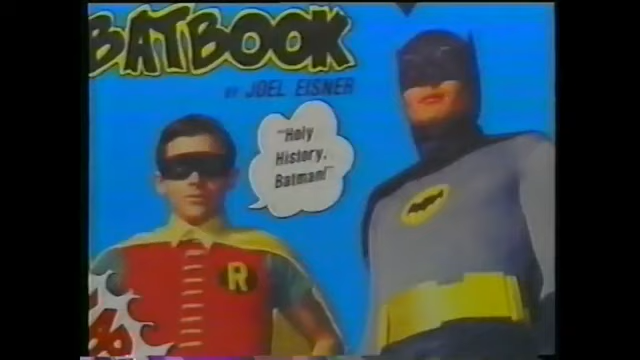 BATBOOK
BY JOEL EISNER
"Holy
History,
Batman!"
R